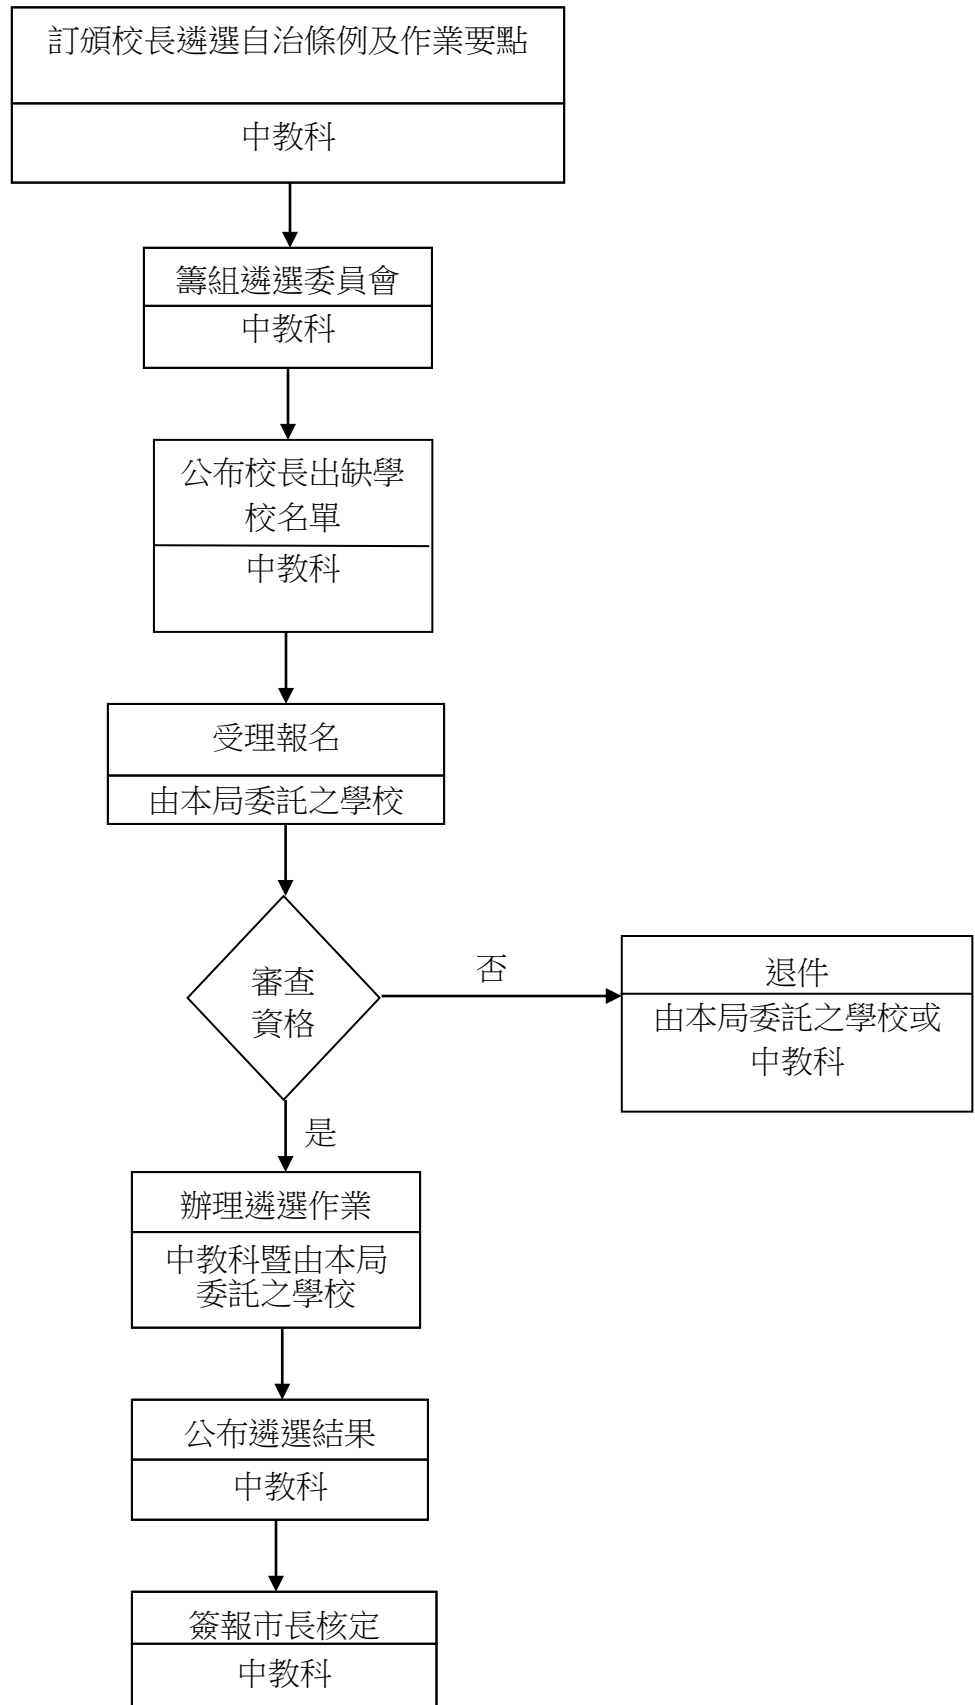 訂頒校長遴選自治條例及作業要點
中教科
籌組遴選委員會
中教科
公布校長出缺學
校名單
中教科
受理報名
由本局委託之學校
審查
資格
否
退件
由本局委託之學校或
中教科
是
辦理遴選作業
中教科暨由本局
委託之學校
公布遴選結果
中教科
簽報市長核定
中教科